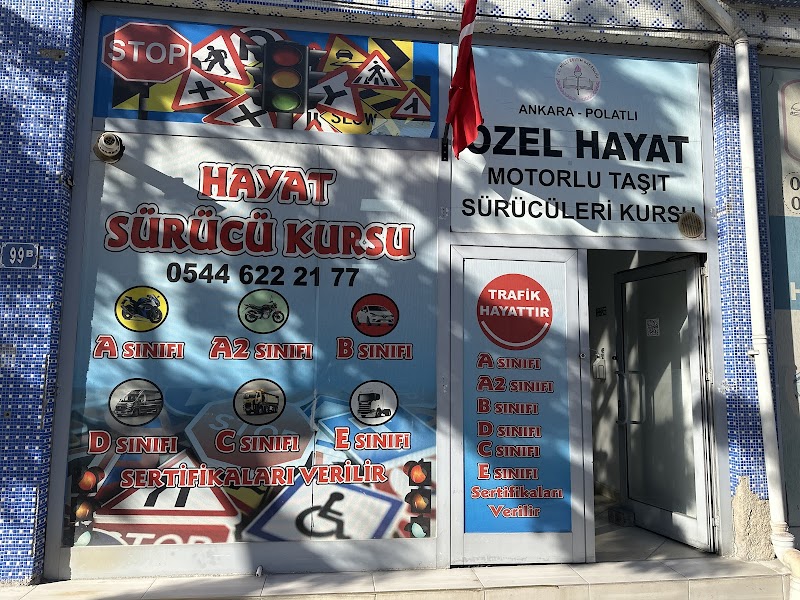 STOP
SLOW
ANKARA - POLATLI
ÖZEL HAYAT
MOTORLU TAŞIT
SÜRÜCÜLERİ KURSU
HAYAT
SÜRÜCÜ KURSU
0544 622 21 77
A SINIFI
A2 SINIFI
B SINIFI
D SINIFI
C SINIFI
E SINIFI
SERTİFİKALARI VERİLİR
STOP
STOP
TRAFİK
HAYATTIR
A SINIFI
A2 SINIFI
B SINIFI
D SINIFI
C SINIFI
E SINIFI
Sertifikaları
Verilir
99B